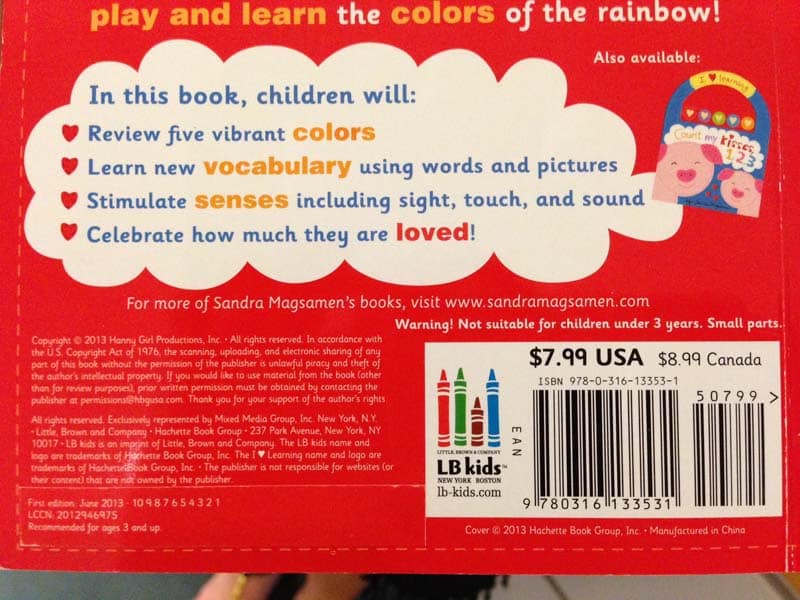 play and learn the colors of the rainbow!
Also available:
I ♥ learning
Count my kisses
1, 2, 3
In this book, children will:
Review five vibrant colors
Learn new vocabulary using words and pictures
Stimulate senses including sight, touch, and sound
Celebrate how much they are loved!
For more of Sandra Magsamen's books, visit www.sandramagsamen.com
Warning! Not suitable for children under 3 years. Small parts.
Copyright © 2013 Hanny Girl Productions, Inc. • All rights reserved. In accordance with
the U.S. Copyright Act of 1976, the scanning, uploading, and electronic sharing of any
part of this book without the permission of the publisher is unlawful piracy and theft of
the author's intellectual property. If you would like to use material from the book (other
than for review purposes), prior written permission must be obtained by contacting the
publisher at permissions@hbgusa.com. Thank you for your support of the author's rights.
All rights reserved. Exclusively represented by Mixed Media Group, Inc. New York, N.Y.
• Little, Brown and Company • Hachette Book Group • 237 Park Avenue, New York, NY
10017 • LB kids is an imprint of Little, Brown and Company. The LB kids name and
logo are trademarks of Hachette Book Group, Inc. The I ♥ Learning name and logo are
trademarks of Hachette Book Group, Inc. • The publisher is not responsible for websites (or
their content) that are not owned by the publisher.
First edition: June 2013 • 10 9 8 7 6 5 4 3 2 1
LCCN: 2012946975
Recommended for ages 3 and up.
$7.99 USA $8.99 Canada
ISBN 978-0-316-13353-1
50799 >
EAN
9 780316 133531
LITTLE, BROWN & COMPANY
LB kids™
NEW YORK BOSTON
lb-kids.com
Cover © 2013 Hachette Book Group, Inc. • Manufactured in China